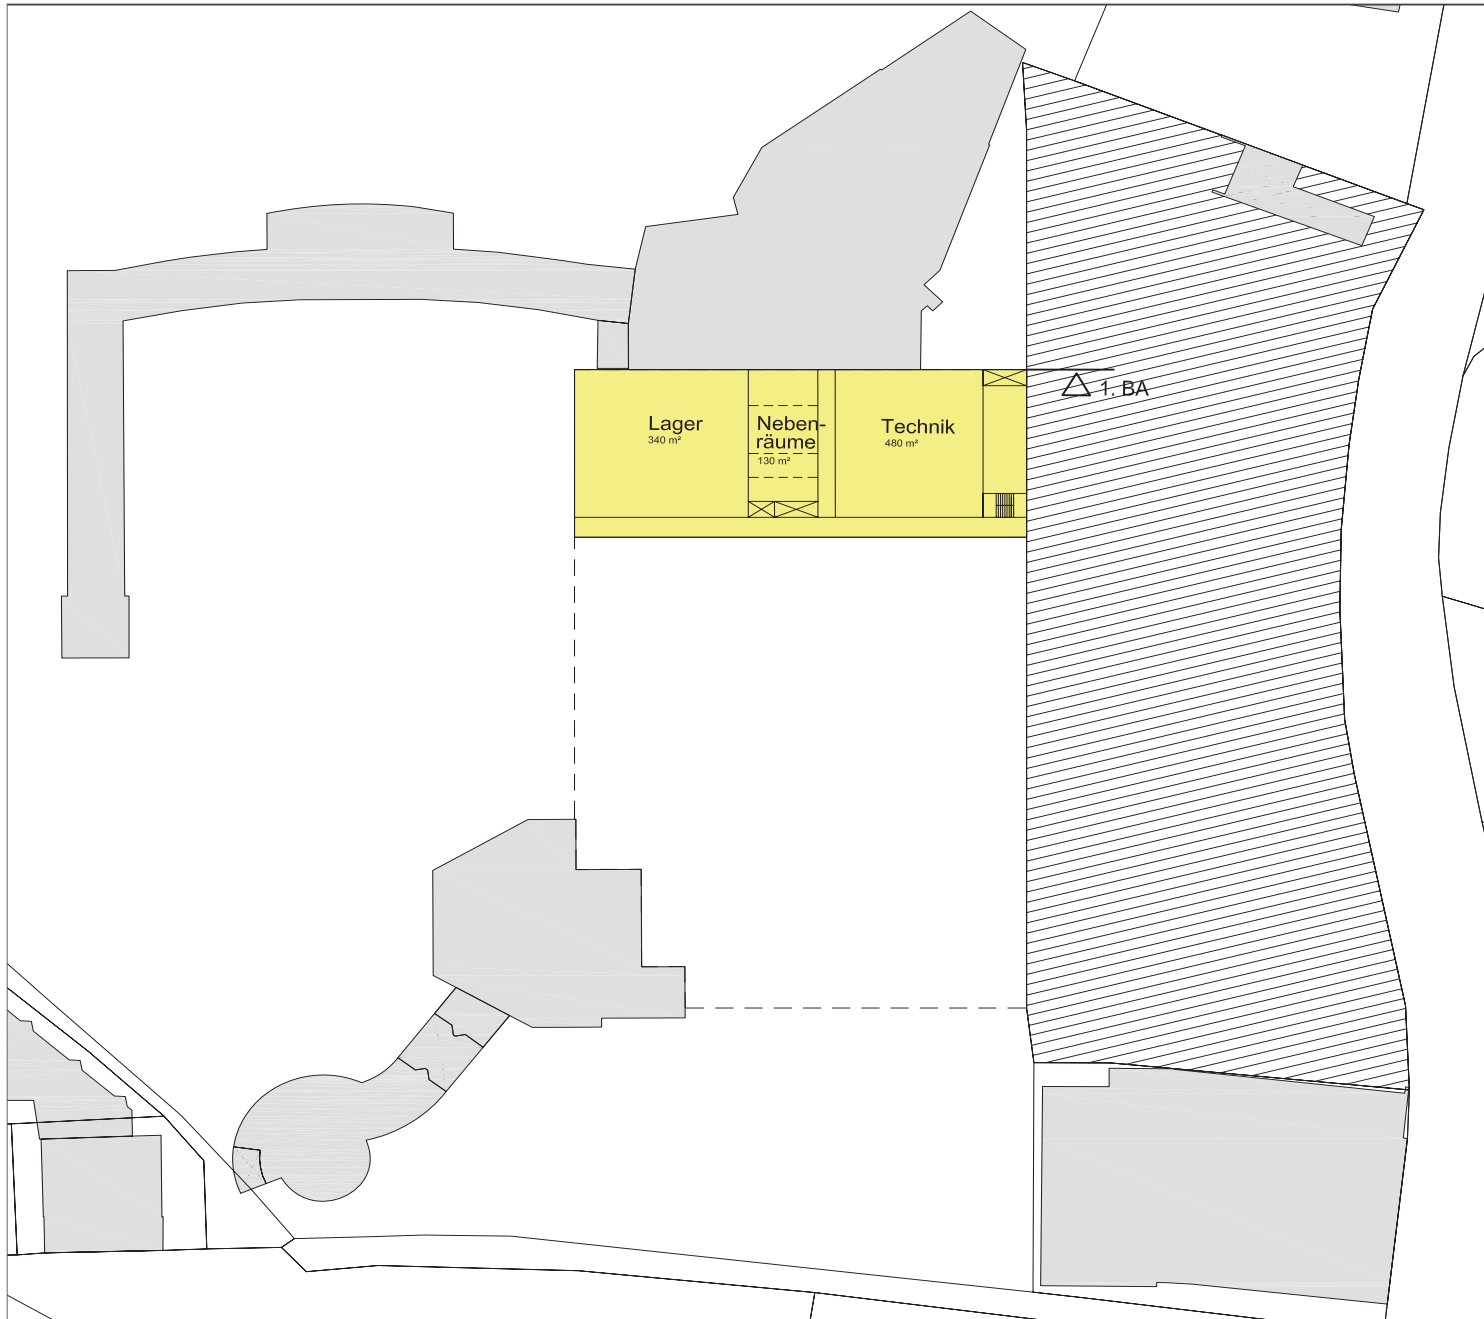 Lager
340 m²
Neben-
räume
130 m²
Technik
480 m²
1. BA